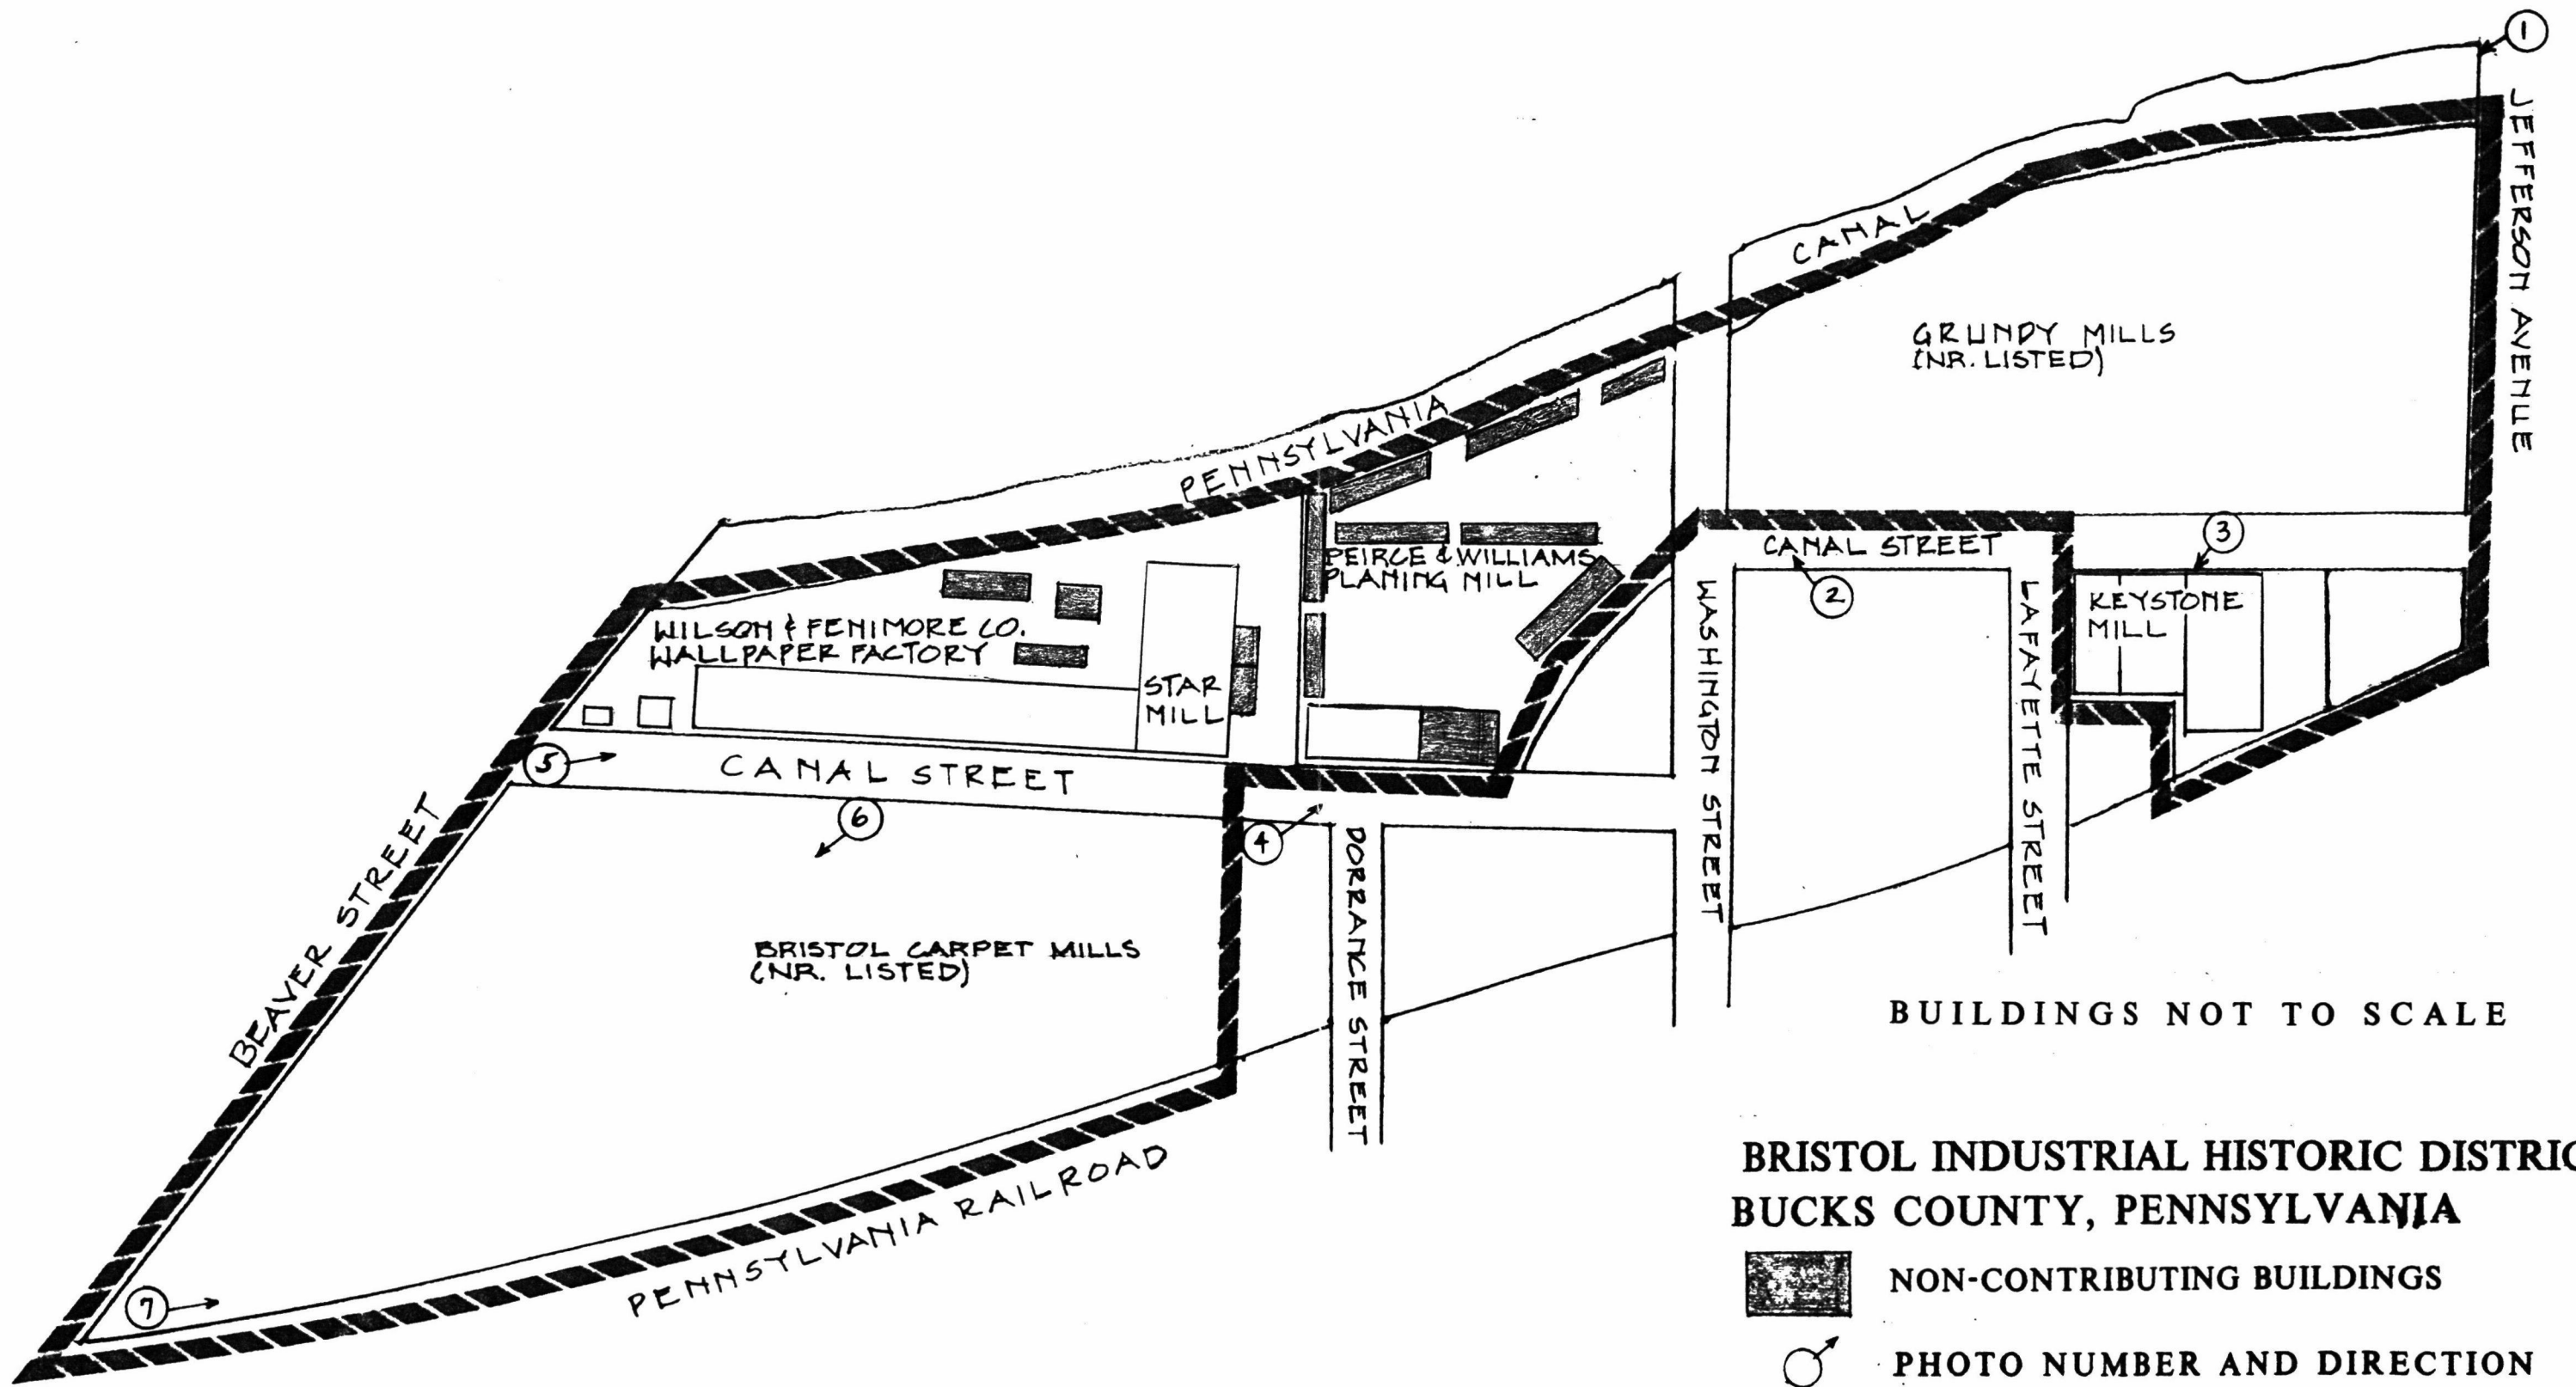 1
JEFFERSON AVENUE
CANAL
GRUNDY MILLS
(NR. LISTED)
PENNSYLVANIA
3
CANAL STREET
PEIRCE & WILLIAMS
PLANING MILL
2
KEYSTONE
MILL
WASHINGTON STREET
LAFAYETTE STREET
WILSON & FENIMORE CO.
WALLPAPER FACTORY
STAR
MILL
5
CANAL STREET
6
4
BEAVER STREET
DORRANCE STREET
BRISTOL CARPET MILLS
(NR. LISTED)
BUILDINGS NOT TO SCALE
PENNSYLVANIA RAILROAD
7
BRISTOL INDUSTRIAL HISTORIC DISTRIC
BUCKS COUNTY, PENNSYLVANIA
NON-CONTRIBUTING BUILDINGS
PHOTO NUMBER AND DIRECTION